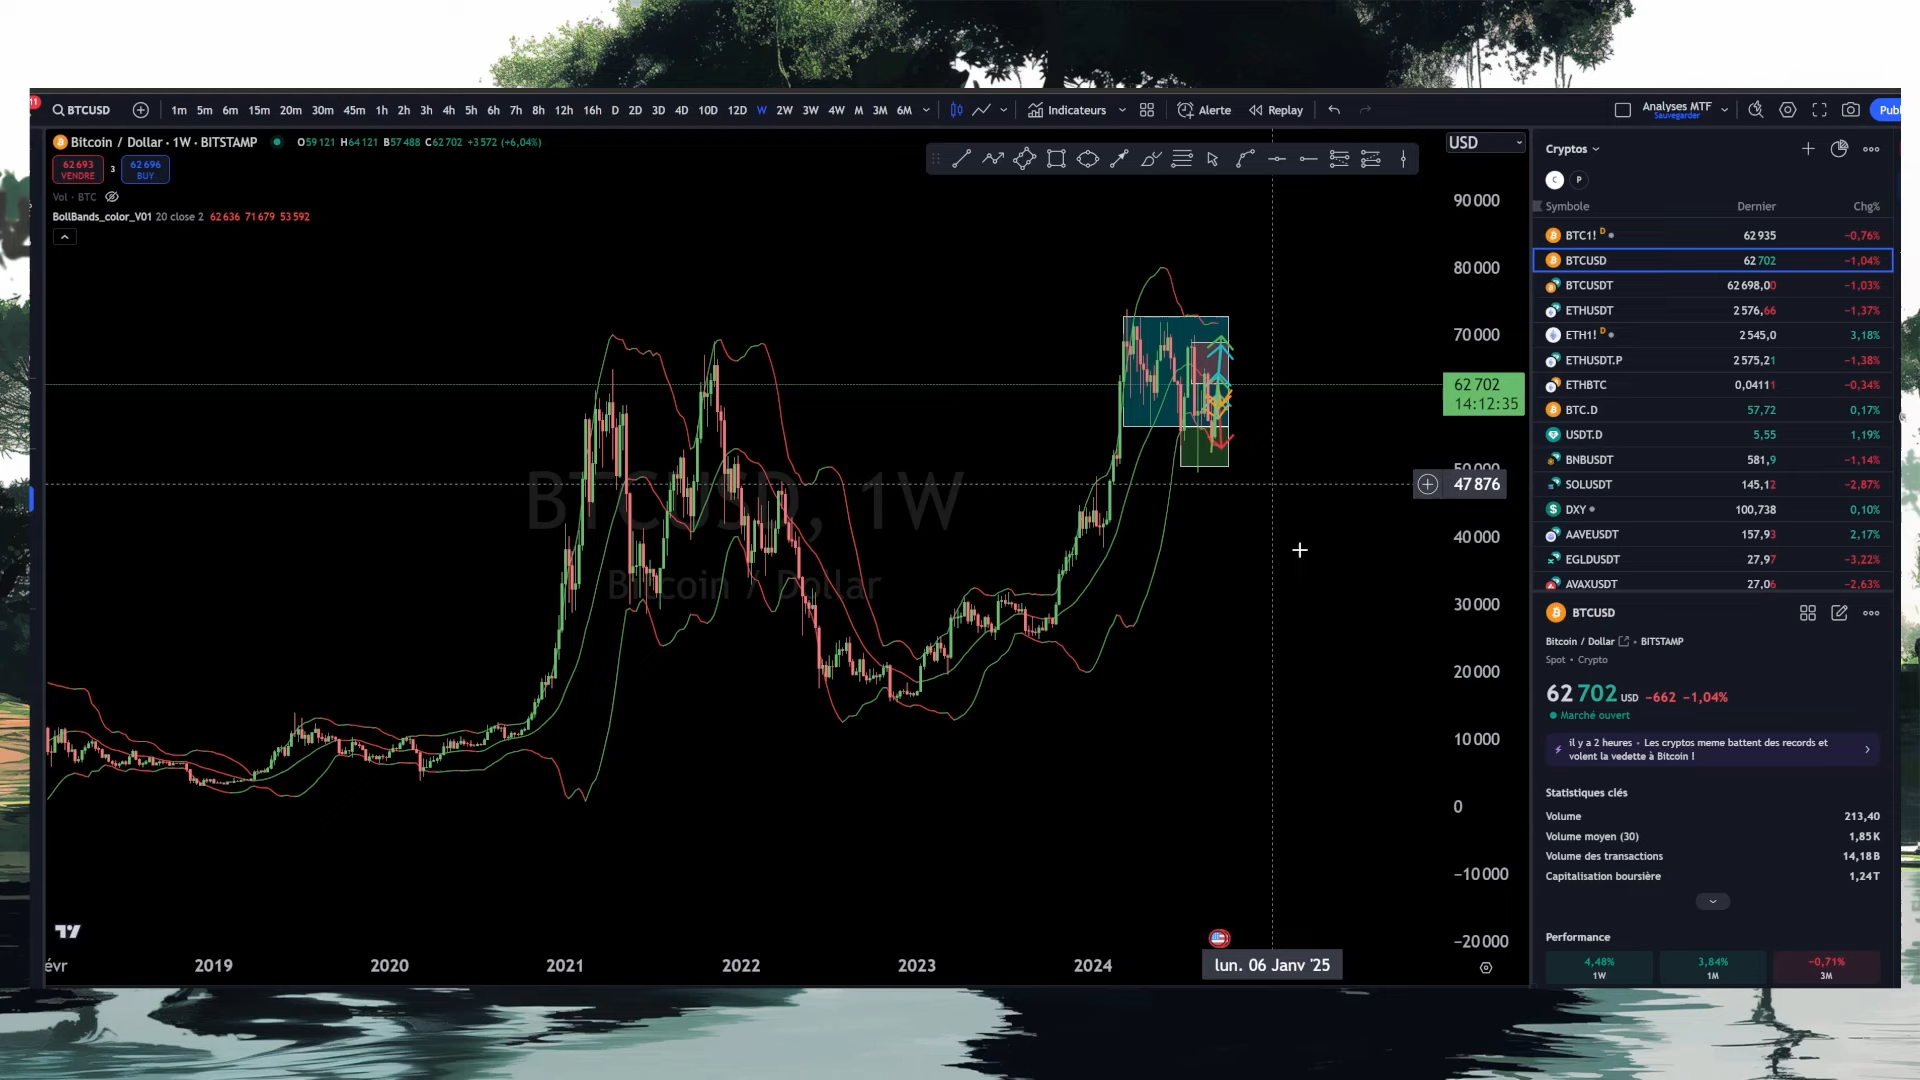 11
BTCUSD 1m 5m 6m 15m 20m 30m 45m 1h 2h 3h 4h 5h 6h 7h 8h 12h 16h D 2D 3D 4D 10D 12D W 2W 3W 4W M 3M 6M Indicateurs Alerte Replay Analyses MTF Publ
Sauvegarder
Bitcoin / Dollar · 1W · BITSTAMP O59 121 H64 121 B57 488 C62 702 +3 572 (+6,04%)
62 693 3 62 696
VENDRE BUY
Vol · BTC
BollBands_color_V01 20 close 2 62 636 71 679 53 592
USD
90 000
80 000
70 000
62 702
14:12:35
50 000
47 876
40 000
30 000
20 000
10 000
0
−10 000
−20 000
BTCUSD, 1W
Bitcoin / Dollar
évr 2019 2020 2021 2022 2023 2024 lun. 06 Janv '25
Cryptos
C P
Symbole Dernier Chg%
BTC1! D 62 935 −0,76%
BTCUSD 62 702 −1,04%
BTCUSDT 62 698,00 −1,03%
ETHUSDT 2 576,66 −1,37%
ETH1! D 2 545,0 3,18%
ETHUSDT.P 2 575,21 −1,38%
ETHBTC 0,04111 −0,34%
BTC.D 57,72 0,17%
USDT.D 5,55 1,19%
BNBUSDT 581,9 −1,14%
SOLUSDT 145,12 −2,87%
DXY 100,738 0,10%
AAVEUSDT 157,93 2,17%
EGLDUSDT 27,97 −3,22%
AVAXUSDT 27,06 −2,63%
BTCUSD
Bitcoin / Dollar • BITSTAMP
Spot • Crypto
62 702 USD −662 −1,04%
Marché ouvert
il y a 2 heures • Les cryptos meme battent des records et
volent la vedette à Bitcoin !
Statistiques clés
Volume 213,40
Volume moyen (30) 1,85 K
Volume des transactions 14,18 B
Capitalisation boursière 1,24 T
Performance
4,48% 3,84% −0,71%
1W 1M 3M